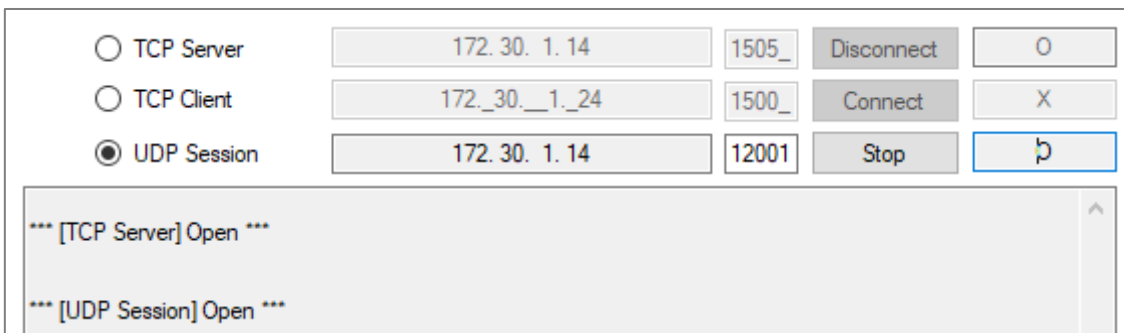 TCP Server 172. 30. 1. 14 1505_ Disconnect O
TCP Client 172._30.__1._24 1500_ Connect X
UDP Session 172. 30. 1. 14 12001 Stop
*** [TCP Server] Open ***
*** [UDP Session] Open ***